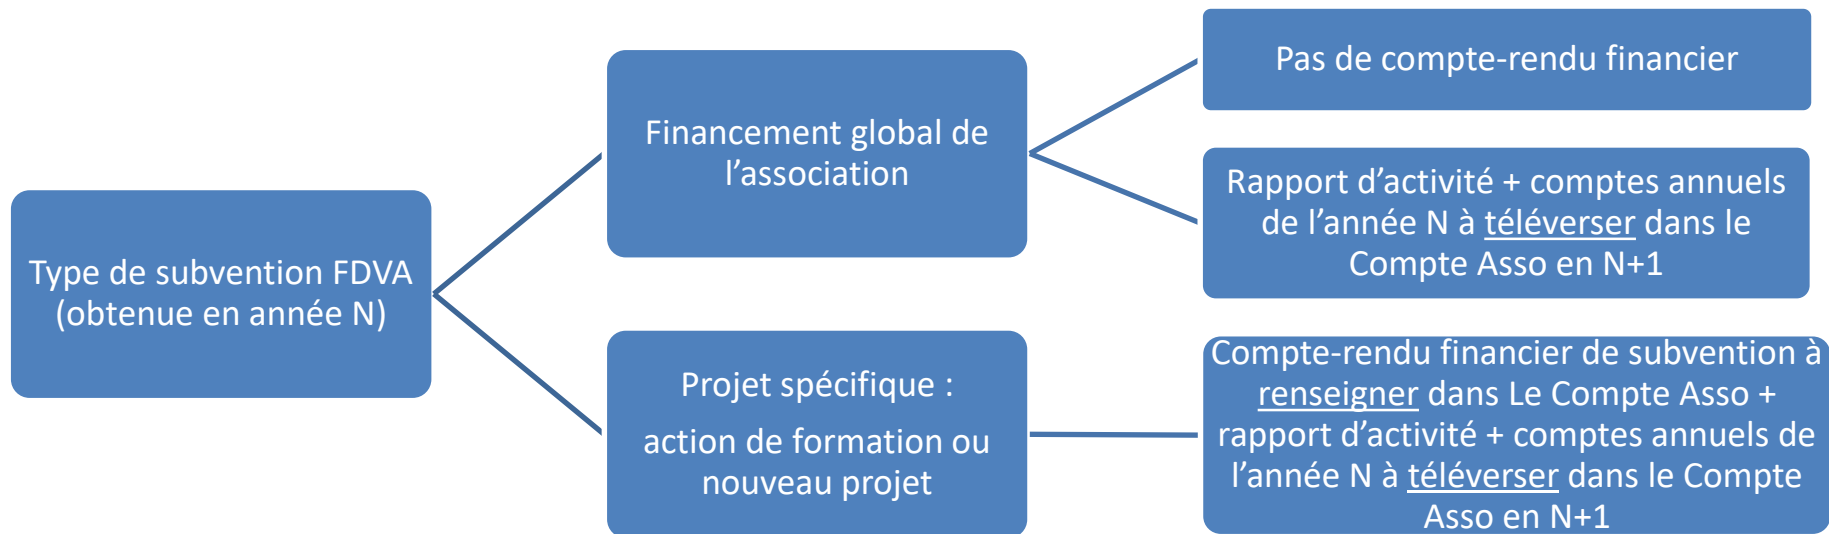 Type de subvention FDVA
(obtenue en année N)
Financement global de
l’association
Pas de compte-rendu financier
Rapport d’activité + comptes annuels
de l’année N à téléverser dans le
Compte Asso en N+1
Projet spécifique :
action de formation ou
nouveau projet
Compte-rendu financier de subvention à
renseigner dans Le Compte Asso +
rapport d’activité + comptes annuels de
l’année N à téléverser dans le Compte
Asso en N+1